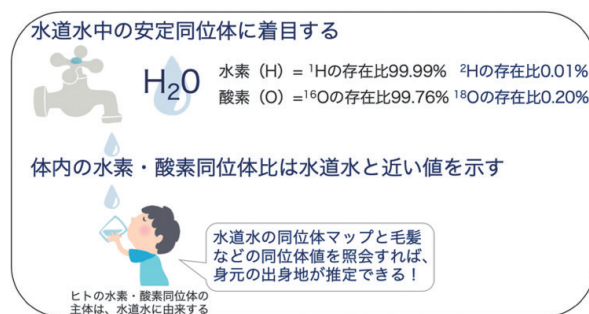 水道水中の安定同位体に着目する
H₂0
水素（H）= ¹Hの存在比99.99% ²Hの存在比0.01%
酸素（O）=¹⁶Oの存在比99.76% ¹⁸Oの存在比0.20%
体内の水素・酸素同位体比は水道水と近い値を示す
水道水の同位体マップと毛髪
などの同位体値を照会すれば、
身元の出身地が推定できる！
ヒトの水素・酸素同位体の
主体は、水道水に由来する